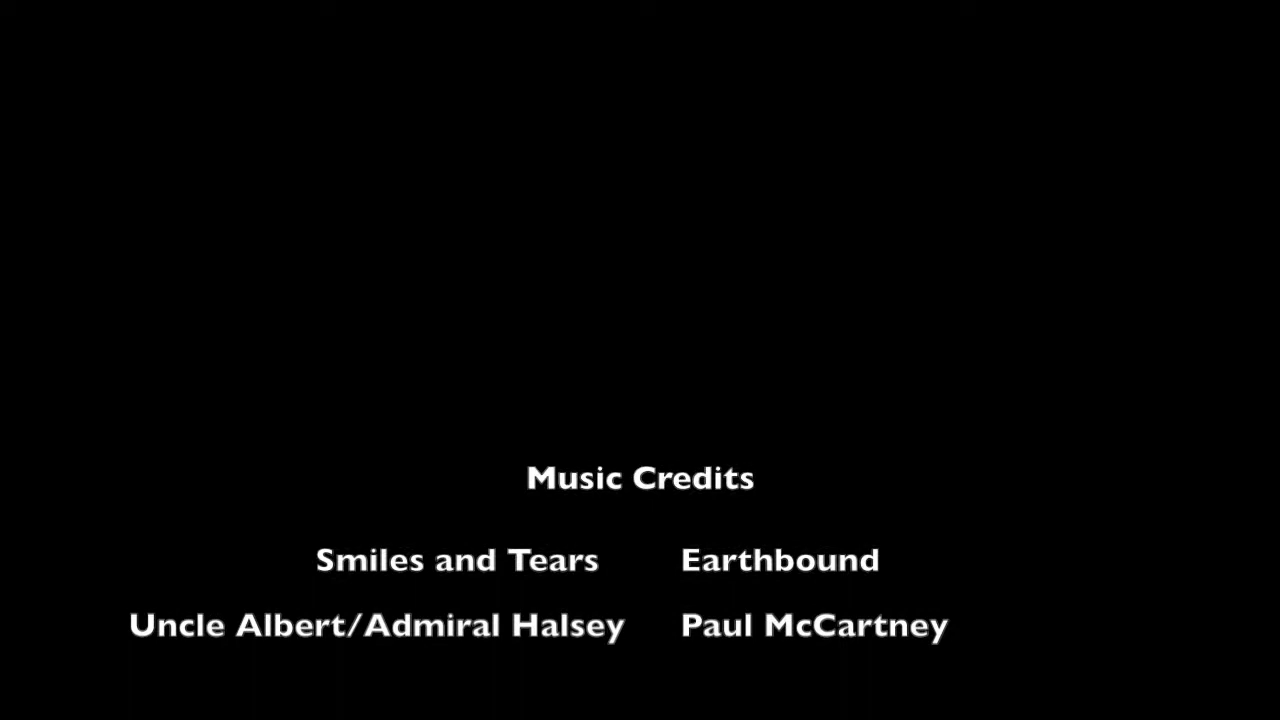 Music Credits
Smiles and Tears Earthbound
Uncle Albert/Admiral Halsey Paul McCartney